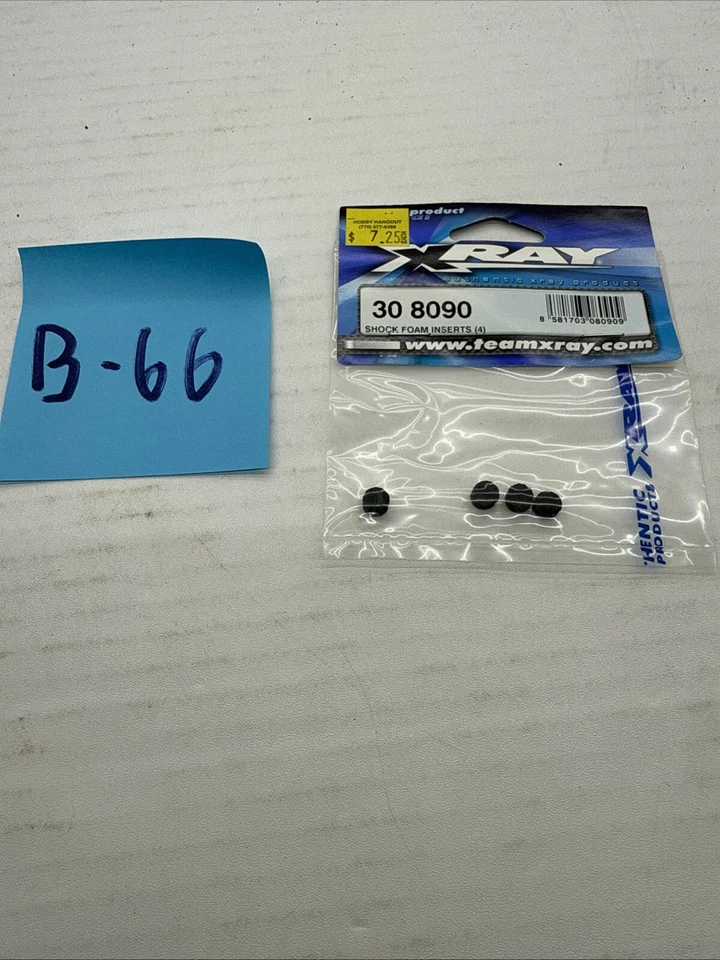 B-66
product
HOBBY HANGOUT
$ 7.25
XRAY
authentic xray product
30 8090
8 581703 080909
SHOCK FOAM INSERTS (4)
www.teamxray.com
XRAY
THENTIC
PRODUCTS